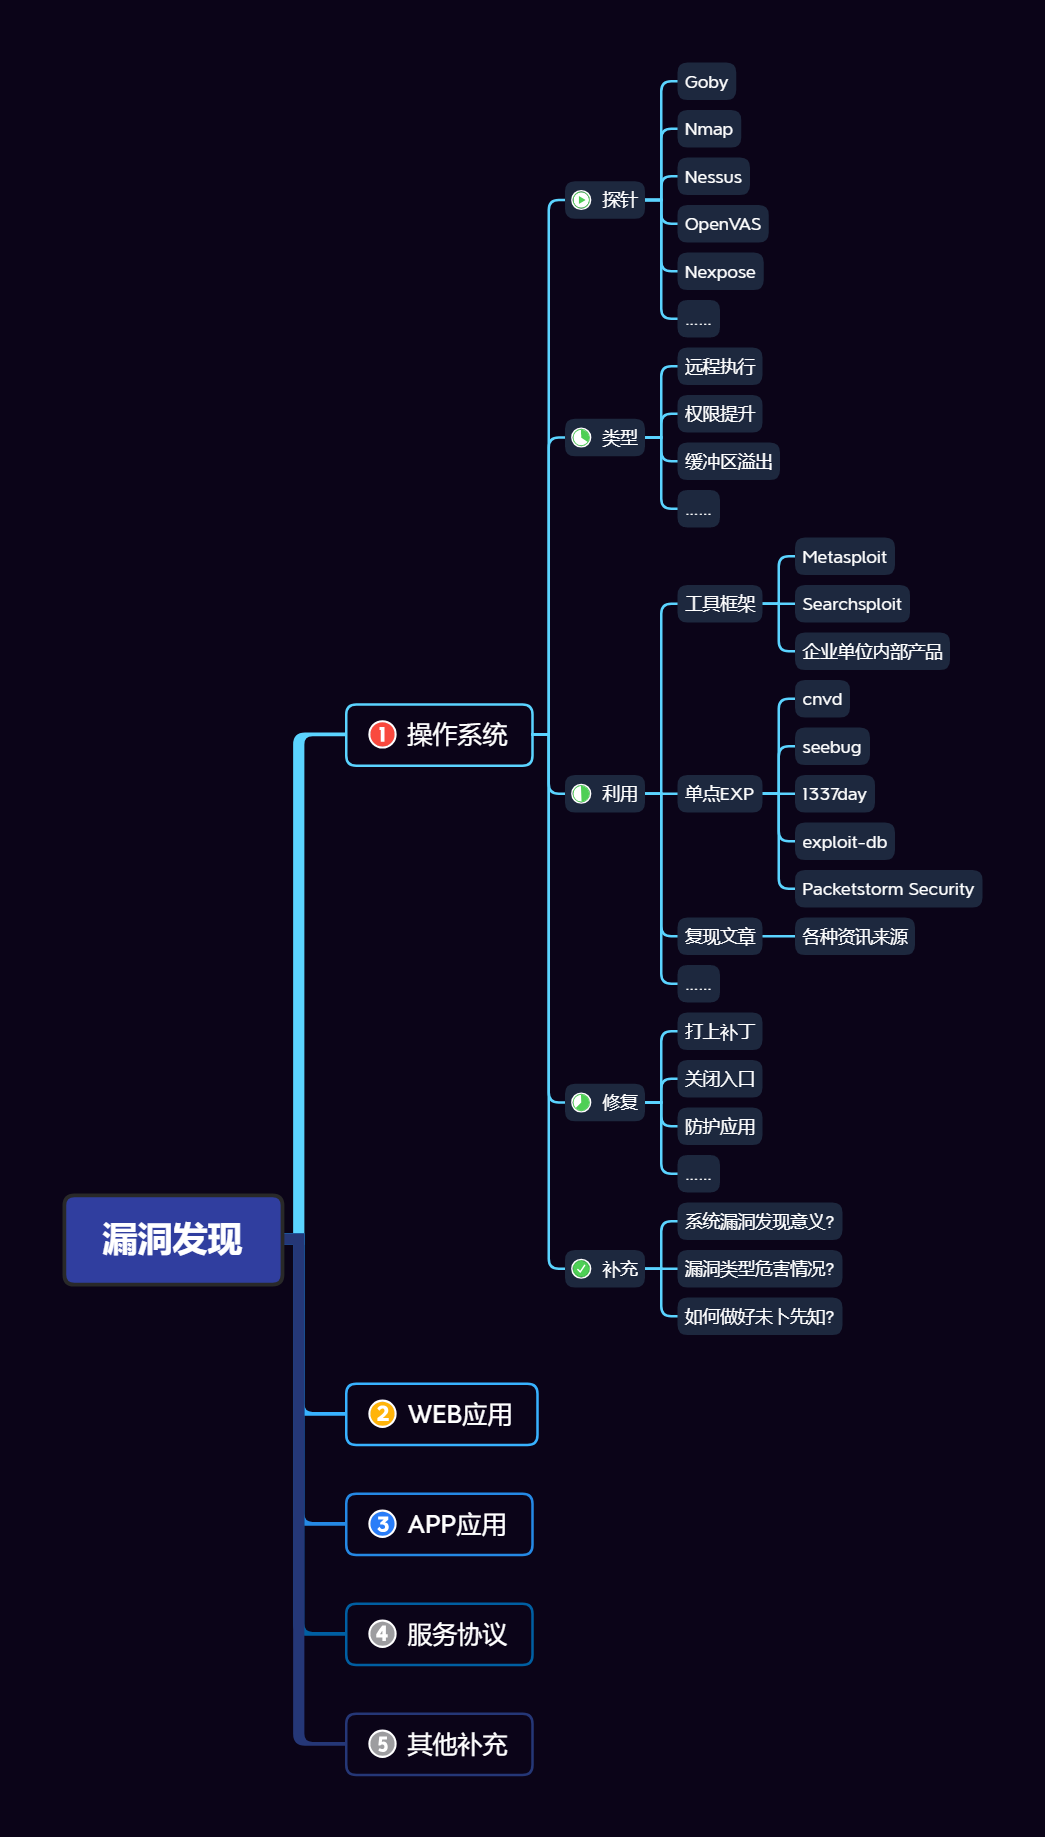 漏洞发现
1 操作系统
探针
Goby
Nmap
Nessus
OpenVAS
Nexpose
......
类型
远程执行
权限提升
缓冲区溢出
......
利用
工具框架
Metasploit
Searchsploit
企业单位内部产品
单点EXP
cnvd
seebug
1337day
exploit-db
Packetstorm Security
复现文章
各种资讯来源
......
修复
打上补丁
关闭入口
防护应用
......
补充
系统漏洞发现意义?
漏洞类型危害情况?
如何做好未卜先知?
2 WEB应用
3 APP应用
4 服务协议
5 其他补充